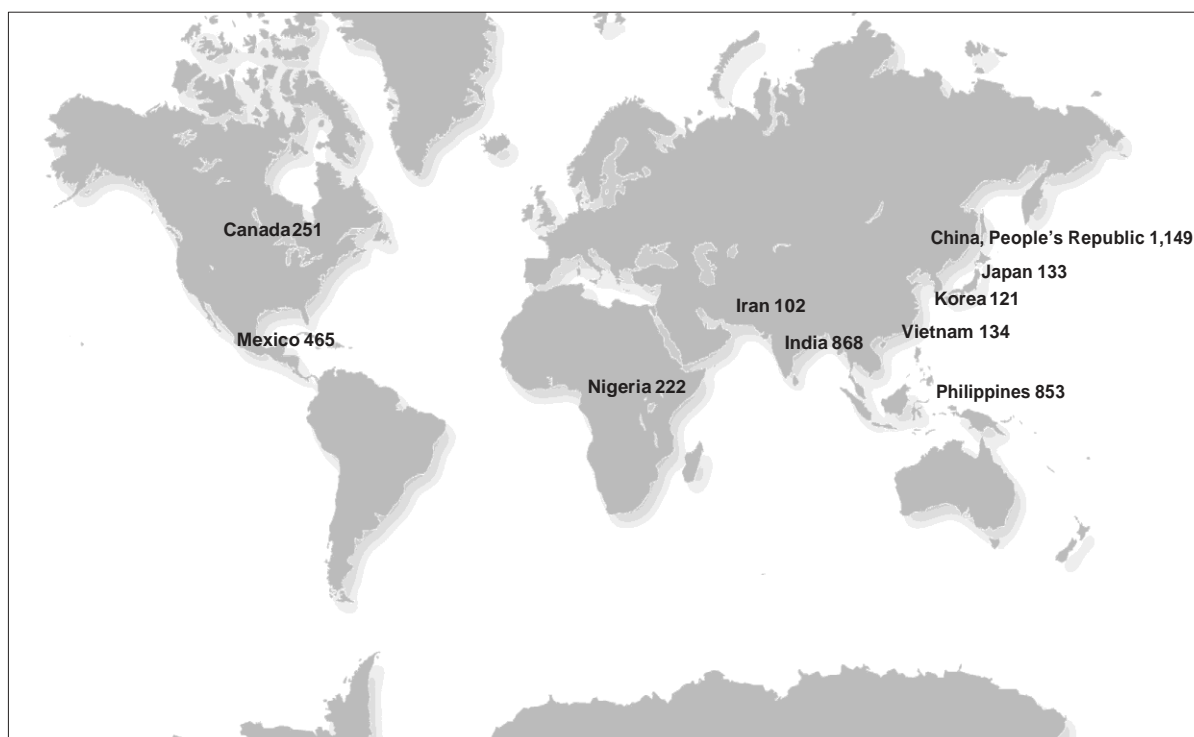 Canada 251
China, People’s Republic 1,149
Japan 133
Korea 121
Iran 102
Vietnam 134
Mexico 465
India 868
Nigeria 222
Philippines 853